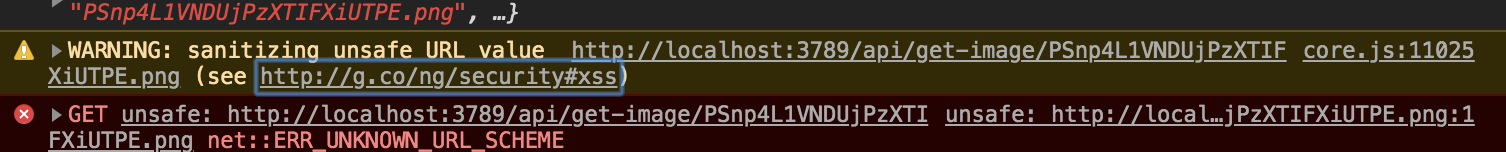 "PSnp4L1VNDUjPzXTIFXiUTPE.png", …}
WARNING: sanitizing unsafe URL value http://localhost:3789/api/get-image/PSnp4L1VNDUjPzXTIF core.js:11025
XiUTPE.png (see http://g.co/ng/security#xss)
GET unsafe: http://localhost:3789/api/get-image/PSnp4L1VNDUjPzXTI unsafe: http://local…jPzXTIFXiUTPE.png:1
FXiUTPE.png net::ERR_UNKNOWN_URL_SCHEME